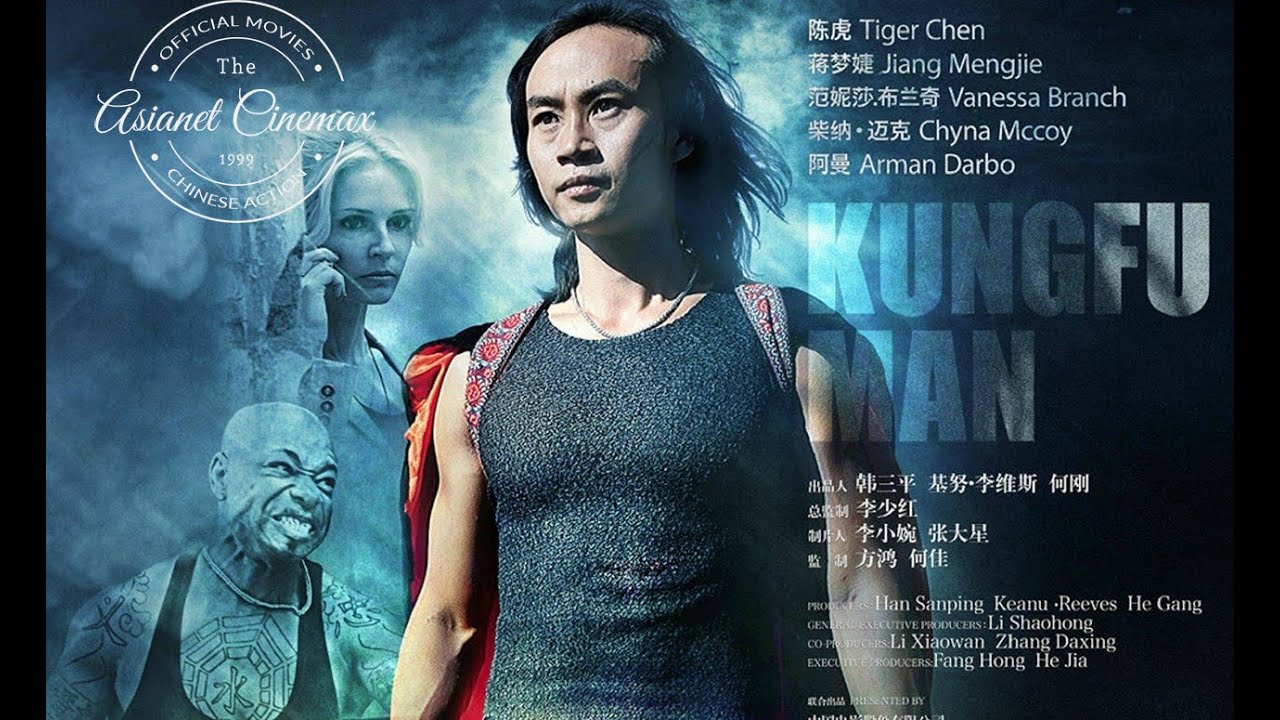 OFFICIAL MOVIES
The
Asianet Cinemax
1999
CHINESE ACTION
陈虎 Tiger Chen
蒋梦婕 Jiang Mengjie
范妮莎·布兰奇 Vanessa Branch
柴纳·迈克 Chyna Mccoy
阿曼 Arman Darbo
KUNGFU
MAN
出品人 韩三平 基努·李维斯 何刚
总监制 李少红
制片人 李小婉 张大星
监 制 方鸿 何佳
PRODUCERS: Han Sanping Keanu ·Reeves He Gang
GENERAL EXECUTIVE PRODUCERS: Li Shaohong
CO-PRODUCERS: Li Xiaowan Zhang Daxing
EXECUTIVE PRODUCERS: Fang Hong He Jia
联合出品 PRESENTED BY
水